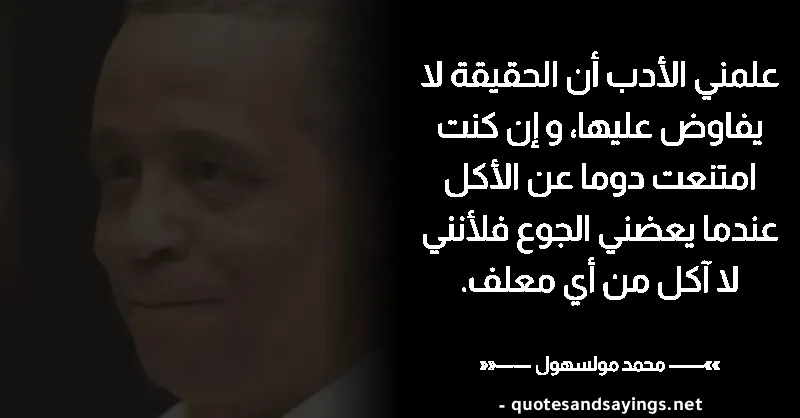 علمني الأدب أن الحقيقة لا
يفاوض عليها، و إن كنت
امتنعت دوما عن الأكل
عندما يعضني الجوع فلأنني
لا آكل من أي معلف.
»»—— محمد مولسهول ——««
- quotesandsayings.net